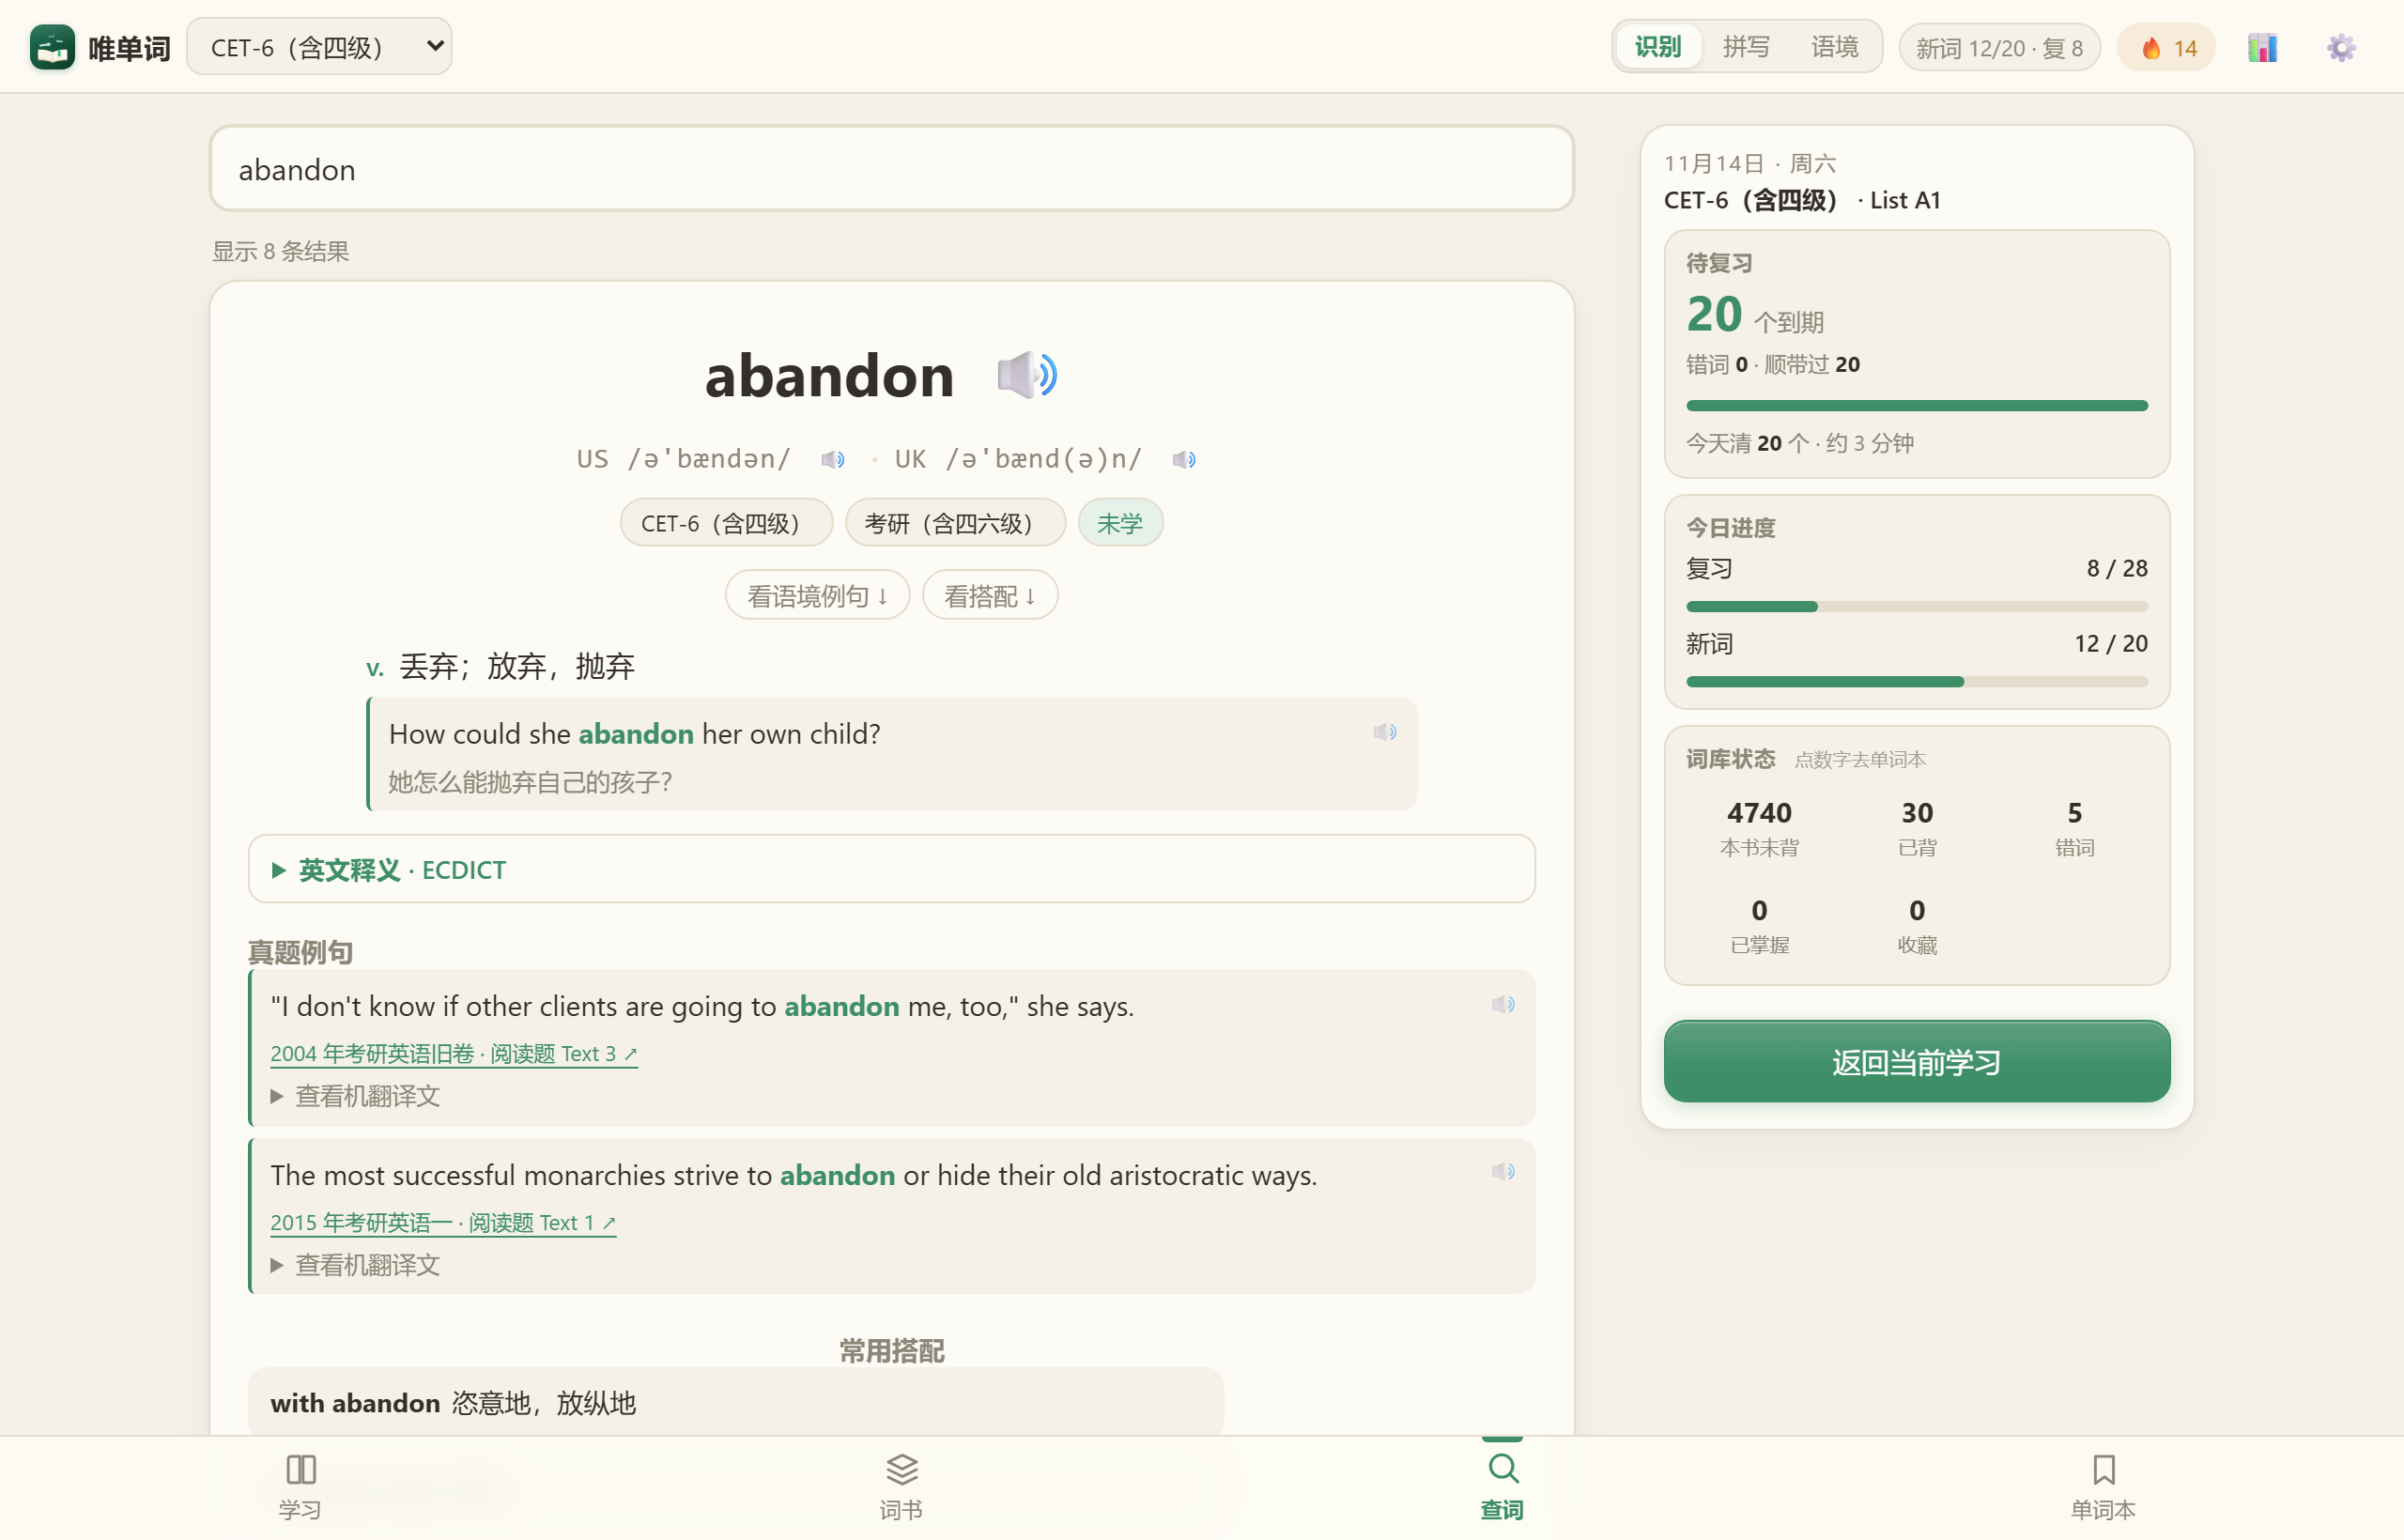 唯单词
CET-6（含四级）
识别 拼写 语境
新词 12/20 · 复 8
14
abandon
显示 8 条结果
abandon
US /ə'bændən/ · UK /ə'bænd(ə)n/
CET-6（含四级） 考研（含四六级） 未学
看语境例句 ↓ 看搭配 ↓
v. 丢弃；放弃，抛弃
How could she abandon her own child?
她怎么能抛弃自己的孩子?
英文释义 · ECDICT
真题例句
"I don't know if other clients are going to abandon me, too," she says.
2004 年考研英语旧卷 · 阅读题 Text 3 ↗
查看机翻译文
The most successful monarchies strive to abandon or hide their old aristocratic ways.
2015 年考研英语一 · 阅读题 Text 1 ↗
查看机翻译文
常用搭配
with abandon 恣意地，放纵地
11月14日 · 周六
CET-6（含四级） · List A1
待复习
20 个到期
错词 0 · 顺带过 20
今天清 20 个 · 约 3 分钟
今日进度
复习 8 / 28
新词 12 / 20
词库状态 点数字去单词本
4740 30 5
本书未背 已背 错词
0 0
已掌握 收藏
返回当前学习
学习 词书 查词 单词本